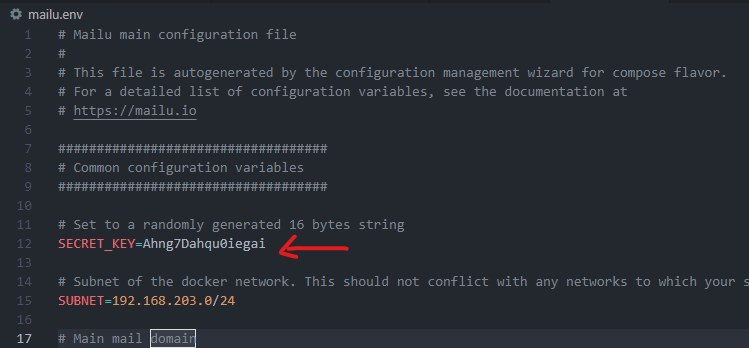 mailu.env
1 # Mailu main configuration file
2 #
3 # This file is autogenerated by the configuration management wizard for compose flavor.
4 # For a detailed list of configuration variables, see the documentation at
5 # https://mailu.io
6
7 ###################################
8 # Common configuration variables
9 ###################################
10
11 # Set to a randomly generated 16 bytes string
12 SECRET_KEY=Ahng7Dahqu0iegai
13
14 # Subnet of the docker network. This should not conflict with any networks to which your s
15 SUBNET=192.168.203.0/24
16
17 # Main mail domain